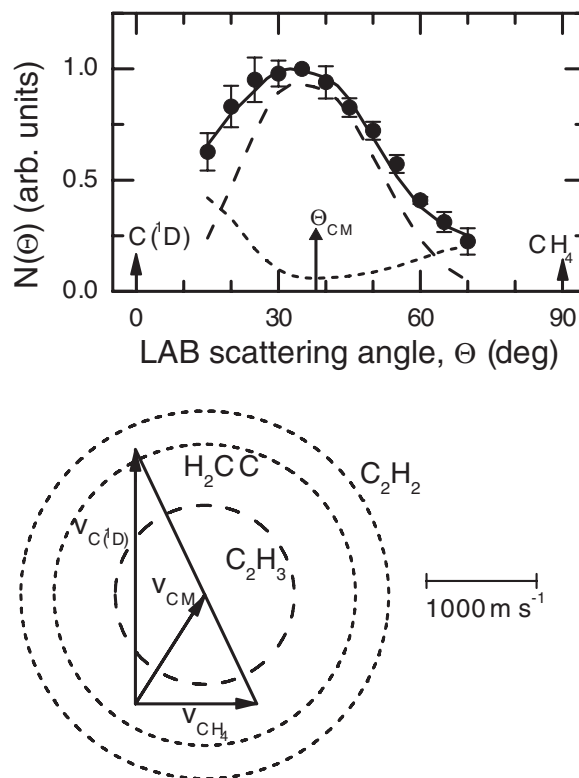 N(Θ) (arb. units)
1.0
0.5
0.0
C(¹D)
Θ_CM
CH₄
0 30 60 90
LAB scattering angle, Θ (deg)
H₂CC
C₂H₂
v_C(¹D)
C₂H₃
v_CM
1000 m s⁻¹
v_CH₄